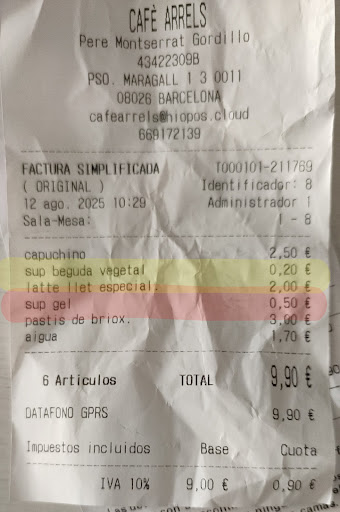 CAFÈ ARRELS
Pere Montserrat Gordillo
43422309B
PSO. MARAGALL 1 3 0011
08026 BARCELONA
cafearrels@hiopos.cloud
669172139
FACTURA SIMPLIFICADA T000101-211769
( ORIGINAL ) Identificador: 8
12 ago. 2025 10:29 Administrador 1
Sala-Mesa: 1 - 8
capuchino 2,50 €
sup beguda vegetal 0,20 €
latte llet especial. 2,00 €
sup gel 0,50 €
pastis de briox. 3,00 €
aigua 1,70 €
6 Articulos TOTAL 9,90 €
DATAFONO GPRS 9,90 €
Impuestos incluidos Base Cuota
IVA 10% 9,00 € 0,90 €